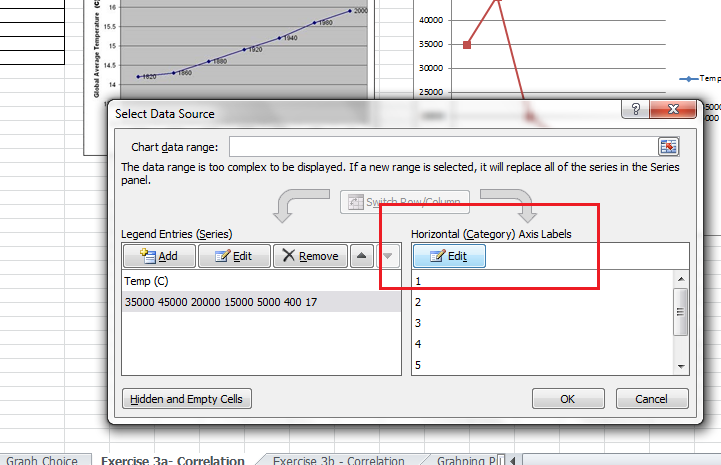 Global Average Temperature (C)
16
15.5
15
14.5
14
1820
1860
1880
1920
1940
1980
2000
40000
35000
30000
25000
Temp
Select Data Source
?
Chart data range:
The data range is too complex to be displayed. If a new range is selected, it will replace all of the series in the Series
panel.
Switch Row/Column
Legend Entries (Series)
Horizontal (Category) Axis Labels
Add
Edit
Remove
Edit
Temp (C)
35000 45000 20000 15000 5000 400 17
1
2
3
4
5
Hidden and Empty Cells
OK
Cancel
Graph Choice
Exercise 3a- Correlation
Exercise 3b - Correlation
Grahping P